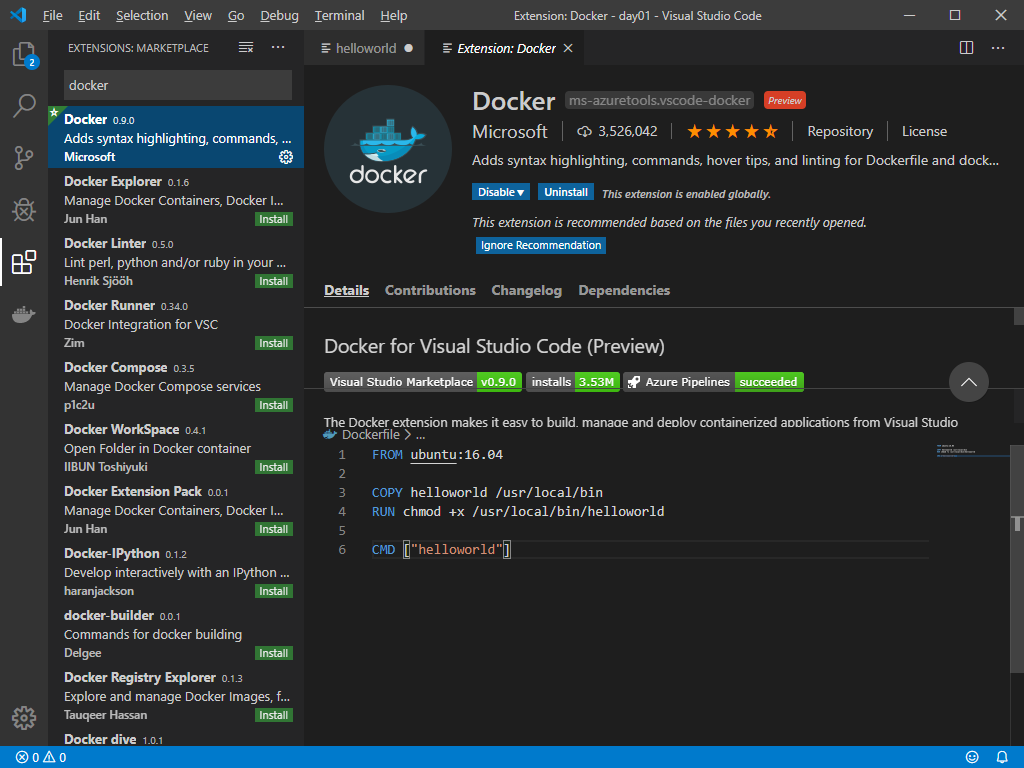 File Edit Selection View Go Debug Terminal Help Extension: Docker - day01 - Visual Studio Code
EXTENSIONS: MARKETPLACE
docker
Docker 0.9.0
Adds syntax highlighting, commands, ...
Microsoft
Docker Explorer 0.1.6
Manage Docker Containers, Docker I...
Jun Han Install
Docker Linter 0.5.0
Lint perl, python and/or ruby in your ...
Henrik Sjööh Install
Docker Runner 0.34.0
Docker Integration for VSC
Zim Install
Docker Compose 0.3.5
Manage Docker Compose services
p1c2u Install
Docker WorkSpace 0.4.1
Open Folder in Docker container
IIBUN Toshiyuki Install
Docker Extension Pack 0.0.1
Manage Docker Containers, Docker I...
Jun Han Install
Docker-IPython 0.1.2
Develop interactively with an IPython ...
haranjackson Install
docker-builder 0.0.1
Commands for docker building
Delgee Install
Docker Registry Explorer 0.1.3
Explore and manage Docker Images, f...
Tauqeer Hassan Install
Docker dive 1.0.1
2
helloworld Extension: Docker
docker
Docker ms-azuretools.vscode-docker Preview
Microsoft 3,526,042 Repository License
Adds syntax highlighting, commands, hover tips, and linting for Dockerfile and dock...
Disable Uninstall This extension is enabled globally.
This extension is recommended based on the files you recently opened.
Ignore Recommendation
Details Contributions Changelog Dependencies
Docker for Visual Studio Code (Preview)
Visual Studio Marketplace v0.9.0 installs 3.53M Azure Pipelines succeeded
The Docker extension makes it easy to build, manage and deploy containerized applications from Visual Studio
Dockerfile > ...
1 FROM ubuntu:16.04
2
3 COPY helloworld /usr/local/bin
4 RUN chmod +x /usr/local/bin/helloworld
5
6 CMD ["helloworld"]
0 0